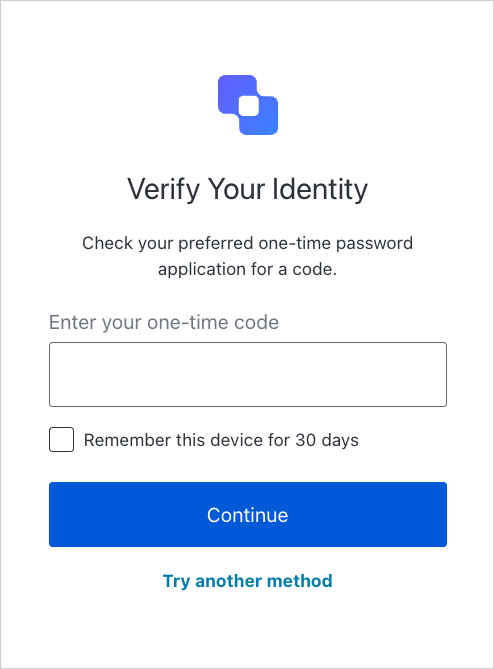 Verify Your Identity
Check your preferred one-time password
application for a code.
Enter your one-time code
Remember this device for 30 days
Continue
Try another method